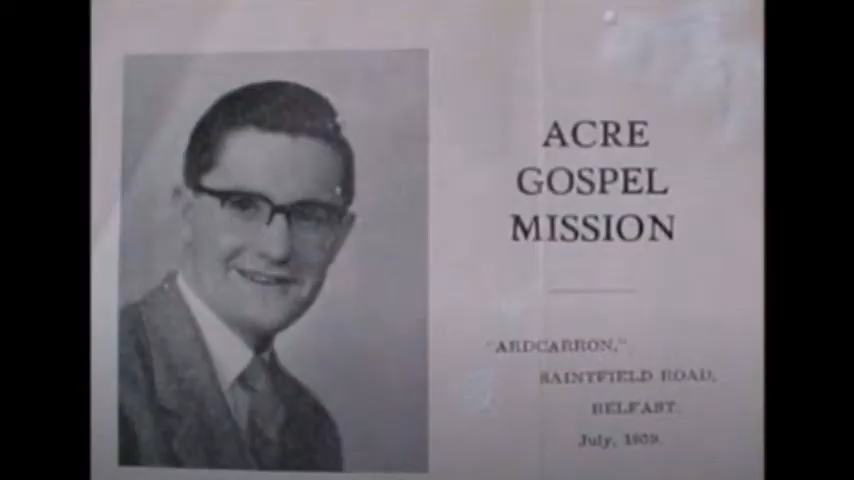 ACRE
GOSPEL
MISSION
"ARDCARRON,"
SAINTFIELD ROAD,
BELFAST.
July, 1959.